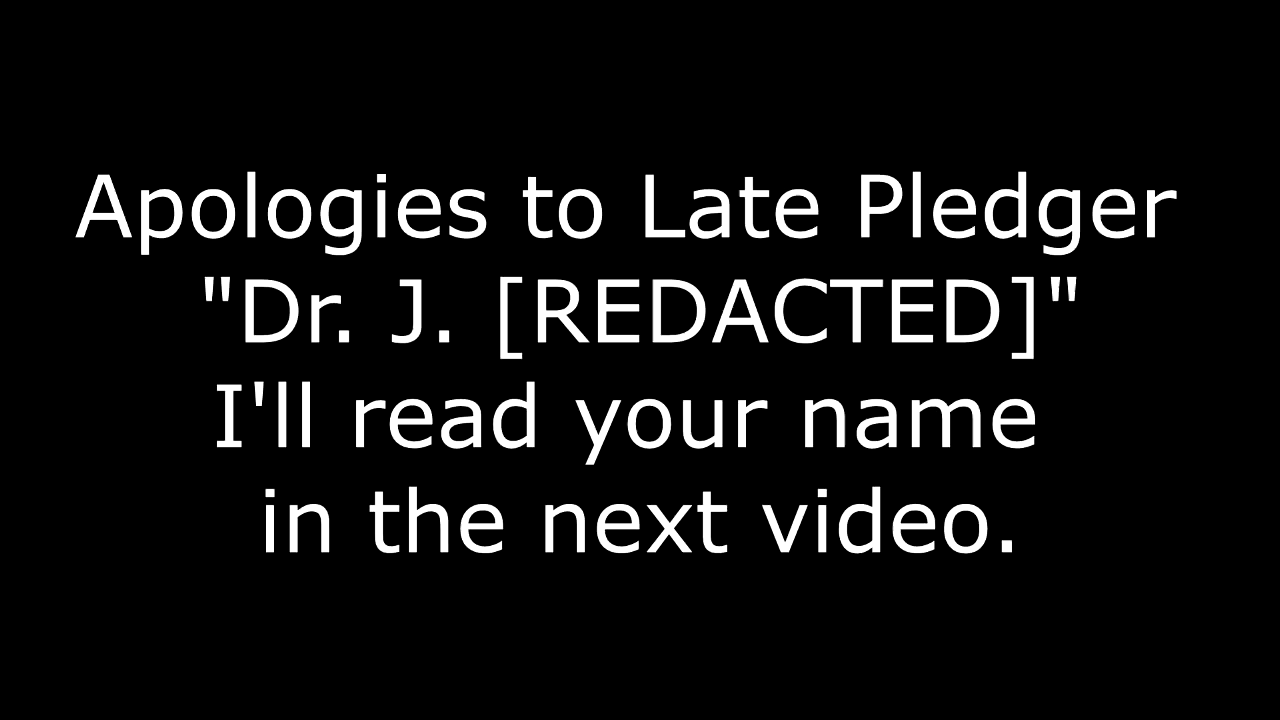 Apologies to Late Pledger
"Dr. J. [REDACTED]"
I'll read your name
in the next video.